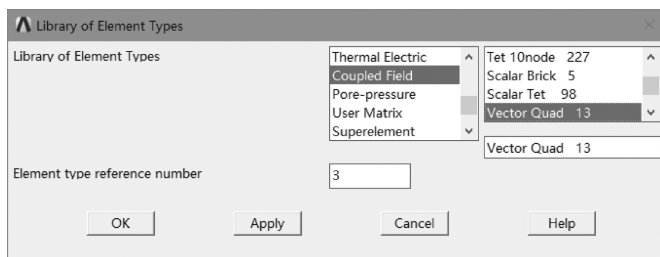 Library of Element Types
Library of Element Types
Thermal Electric
Coupled Field
Pore-pressure
User Matrix
Superelement
Tet 10node 227
Scalar Brick 5
Scalar Tet 98
Vector Quad 13
Vector Quad 13
Element type reference number
3
OK
Apply
Cancel
Help